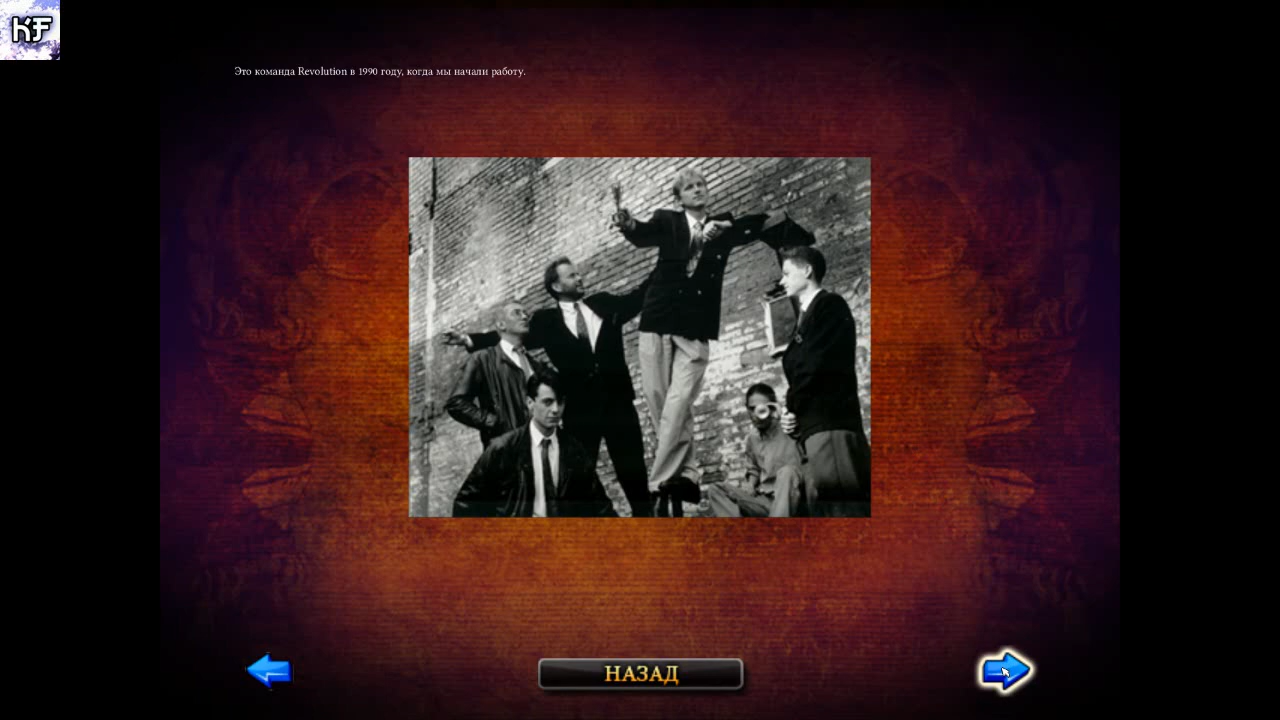 KF
Это команда Revolution в 1990 году, когда мы начали работу.
НАЗАД